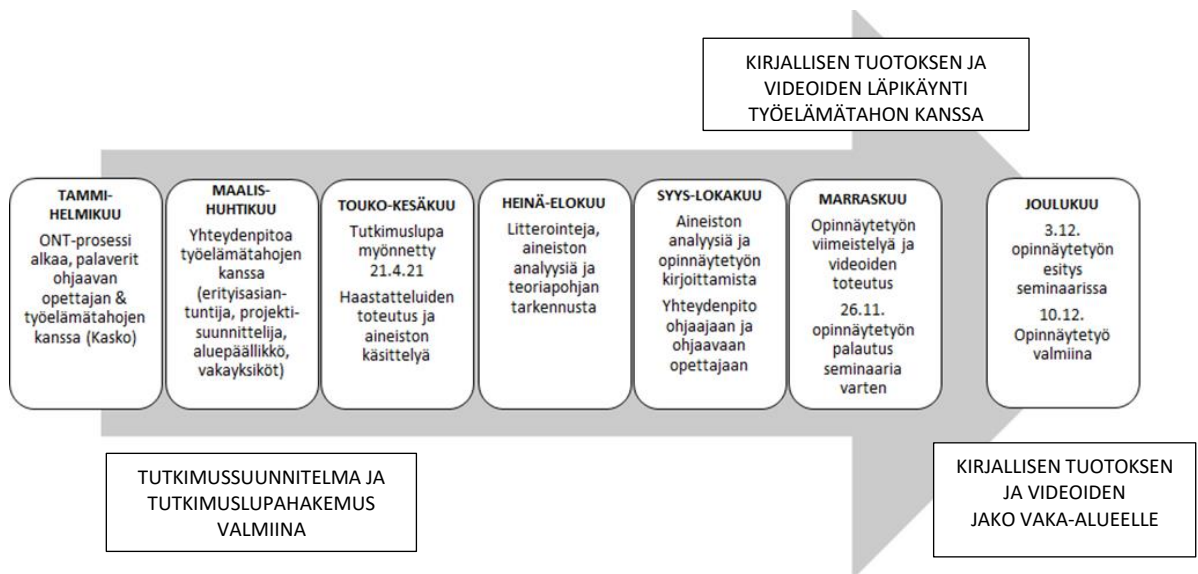 KIRJALLISEN TUOTOKSEN JA
VIDEOIDEN LÄPIKÄYNTI
TYÖELÄMÄTAHON KANSSA
TAMMI-
HELMIKUU
ONT-prosessi
alkaa, palaverit
ohjaavan
opettajan &
työelämätahojen
kanssa (Kasko)
MAALIS-
HUHTIKUU
Yhteydenpitoa
työelämätahojen
kanssa
(erityisasian-
tuntija, projekti-
suunnittelija,
aluepäällikkö,
vakayksiköt)
TOUKO-KESÄKUU
Tutkimuslupa
myönnetty
21.4.21
Haastatteluiden
toteutus ja
aineiston
käsittelyä
HEINÄ-ELOKUU
Litterointeja,
aineiston
analyysiä ja
teoriapohjan
tarkennusta
SYYS-LOKAKUU
Aineiston
analyysiä ja
opinnäytetyön
kirjoittamista
Yhteydenpito
ohjaajaan ja
ohjaavaan
opettajaan
MARRASKUU
Opinnäytetyön
viimeistelyä ja
videoiden
toteutus
26.11.
opinnäytetyön
palautus
seminaaria
varten
JOULUKUU
3.12.
opinnäytetyön
esitys
seminaarissa
10.12.
Opinnäytetyö
valmiina
TUTKIMUSSUUNNITELMA JA
TUTKIMUSLUPAHAKEMUS
VALMIINA
KIRJALLISEN TUOTOKSEN
JA VIDEOIDEN
JAKO VAKA-ALUEELLE